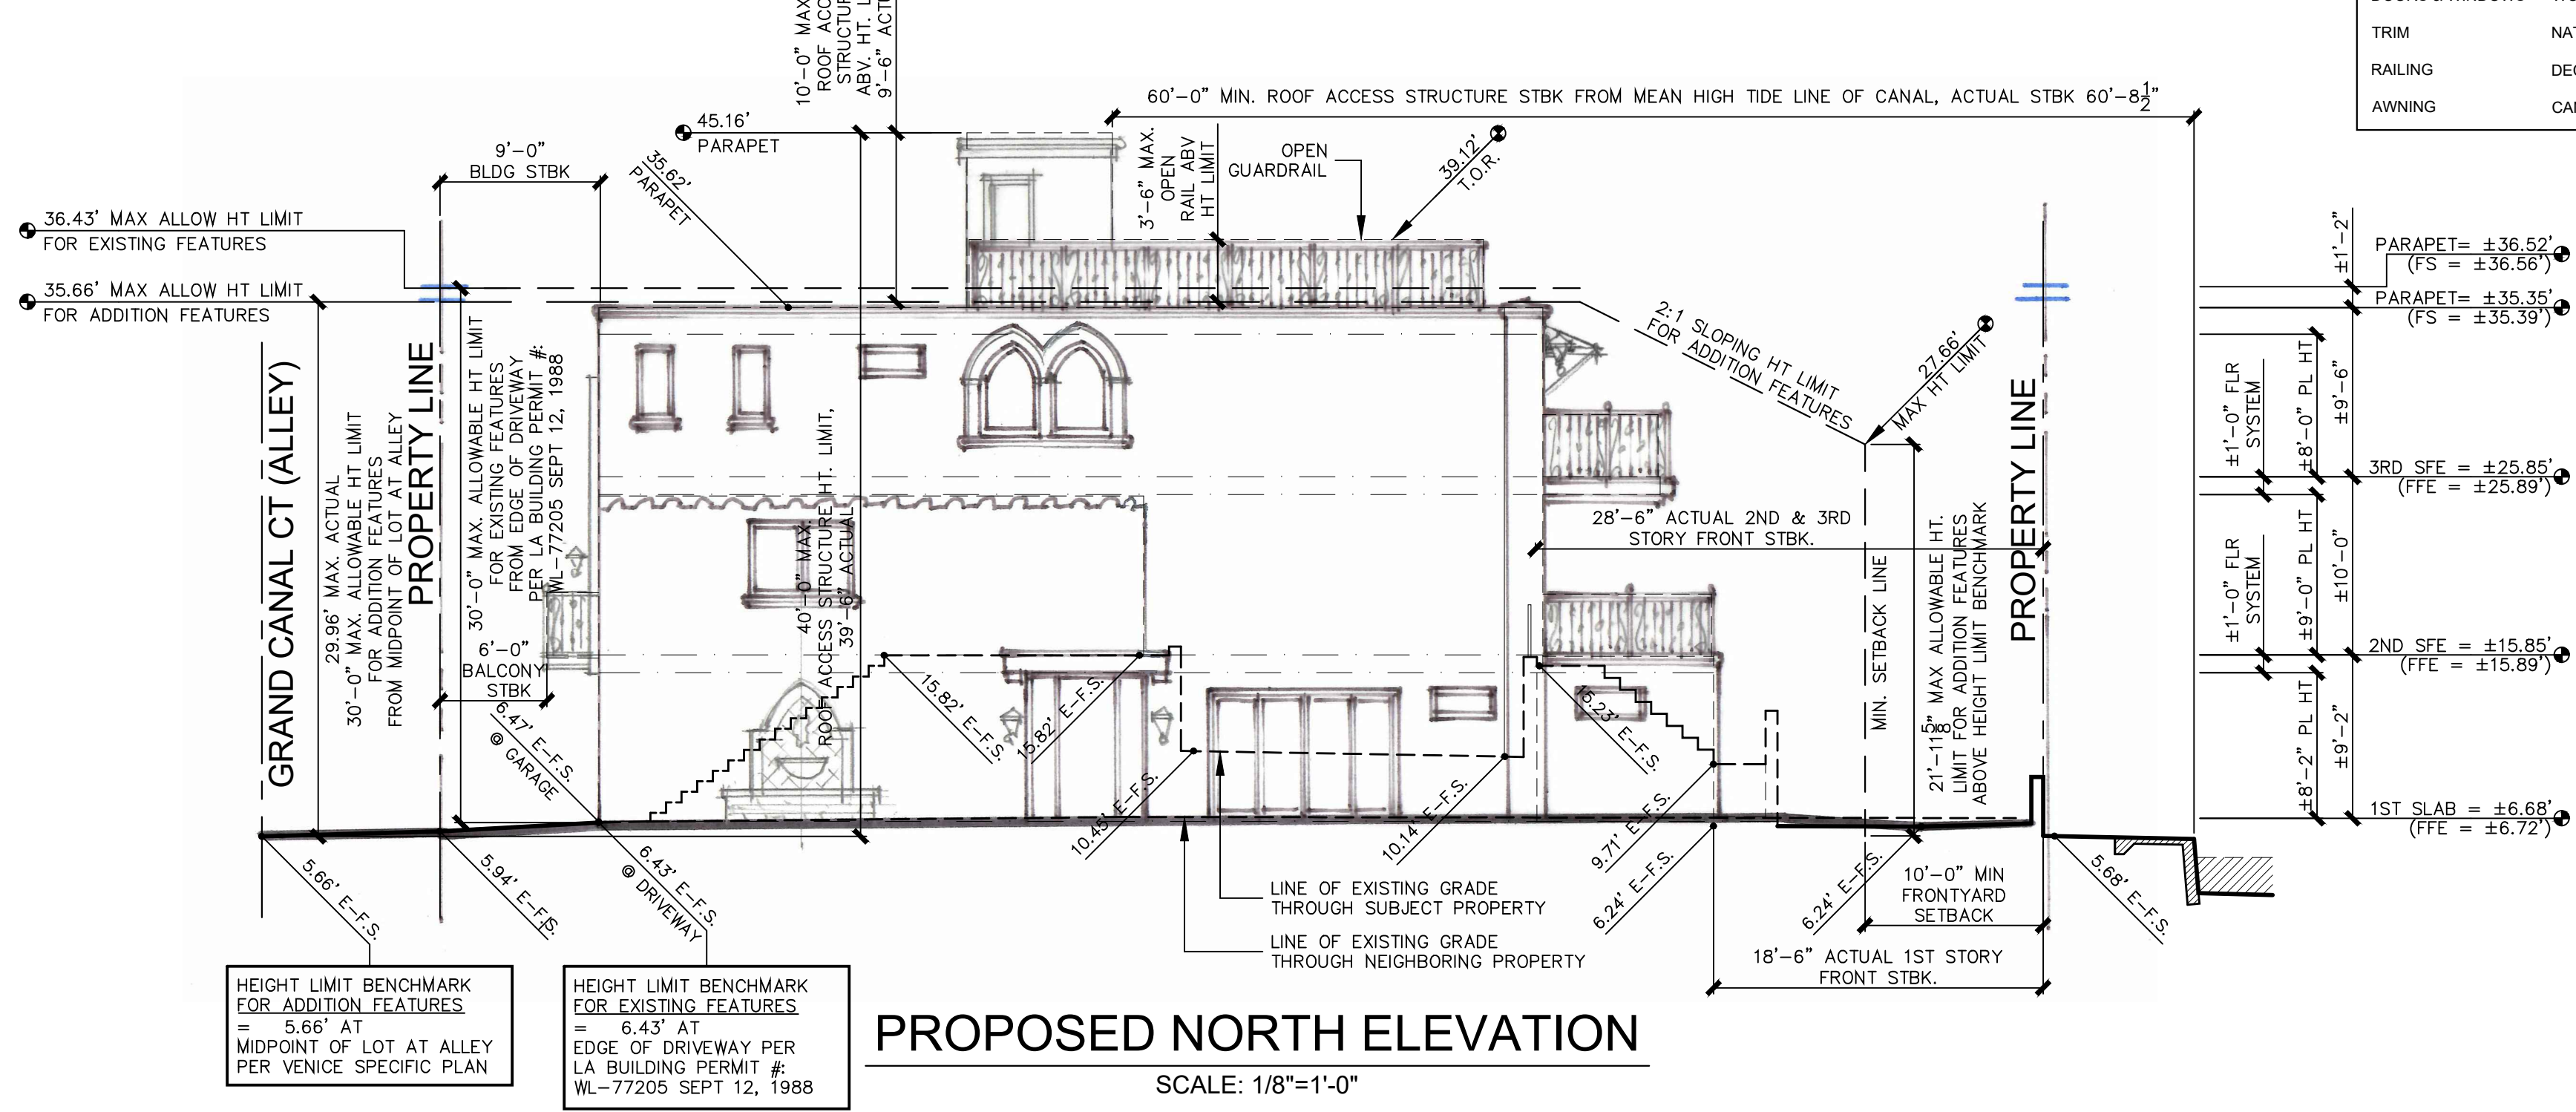 10'-0" MAX
ROOF ACC
STRUCTUR
ABV. HT. L
9'-6" ACTU
TRIM
NAT
RAILING
DEC
AWNING
60'-0" MIN. ROOF ACCESS STRUCTURE STBK FROM MEAN HIGH TIDE LINE OF CANAL, ACTUAL STBK 60'-8½"
45.16'
PARAPET
9'-0"
BLDG STBK
35.62'
PARAPET
3'-6" MAX.
OPEN
RAIL ABV
HT LIMIT
OPEN
GUARDRAIL
39.12'
T.O.R.
36.43' MAX ALLOW HT LIMIT
FOR EXISTING FEATURES
35.66' MAX ALLOW HT LIMIT
FOR ADDITION FEATURES
2:1 SLOPING HT LIMIT
FOR ADDITION FEATURES
27.66'
MAX HT LIMIT
±1'-2"
PARAPET= ±36.52'
(FS = ±36.56')
PARAPET= ±35.35'
(FS = ±35.39')
GRAND CANAL CT (ALLEY)
29.96' MAX. ACTUAL
30'-0" MAX. ALLOWABLE HT LIMIT
FOR ADDITION FEATURES
FROM MIDPOINT OF LOT AT ALLEY
PROPERTY LINE
30'-0" MAX. ALLOWABLE HT LIMIT
FOR EXISTING FEATURES
FROM EDGE OF DRIVEWAY
PER LA BUILDING PERMIT #:
WL-77205 SEPT 12, 1988
40'-0" MAX.
ROOF ACCESS STRUCTURE HT. LIMIT,
39'-6" ACTUAL
6'-0"
BALCONY
STBK
28'-6" ACTUAL 2ND & 3RD
STORY FRONT STBK.
MIN. SETBACK LINE
21'-11⅝" MAX ALLOWABLE HT.
LIMIT FOR ADDITION FEATURES
ABOVE HEIGHT LIMIT BENCHMARK
PROPERTY LINE
±1'-0" FLR
SYSTEM
±8'-0" PL HT
±9'-6"
3RD SFE = ±25.85'
(FFE = ±25.89')
±1'-0" FLR
SYSTEM
±9'-0" PL HT
±10'-0"
2ND SFE = ±15.85'
(FFE = ±15.89')
±8'-2" PL HT
±9'-2"
1ST SLAB = ±6.68'
(FFE = ±6.72')
6.47' E-F.S.
@ GARAGE
15.82' E-F.S.
15.82' E-F.S.
15.23' E-F.S.
10.45' E-F.S.
10.14' E-F.S.
9.71' E-F.S.
6.24' E-F.S.
6.24' E-F.S.
5.68' E-F.S.
5.66' E-F.S.
5.94' E-F.S.
6.43' E-F.S.
@ DRIVEWAY
10'-0" MIN
FRONTYARD
SETBACK
LINE OF EXISTING GRADE
THROUGH SUBJECT PROPERTY
LINE OF EXISTING GRADE
THROUGH NEIGHBORING PROPERTY
18'-6" ACTUAL 1ST STORY
FRONT STBK.
HEIGHT LIMIT BENCHMARK
FOR ADDITION FEATURES
= 5.66' AT
MIDPOINT OF LOT AT ALLEY
PER VENICE SPECIFIC PLAN
HEIGHT LIMIT BENCHMARK
FOR EXISTING FEATURES
= 6.43' AT
EDGE OF DRIVEWAY PER
LA BUILDING PERMIT #:
WL-77205 SEPT 12, 1988
PROPOSED NORTH ELEVATION
SCALE: 1/8"=1'-0"